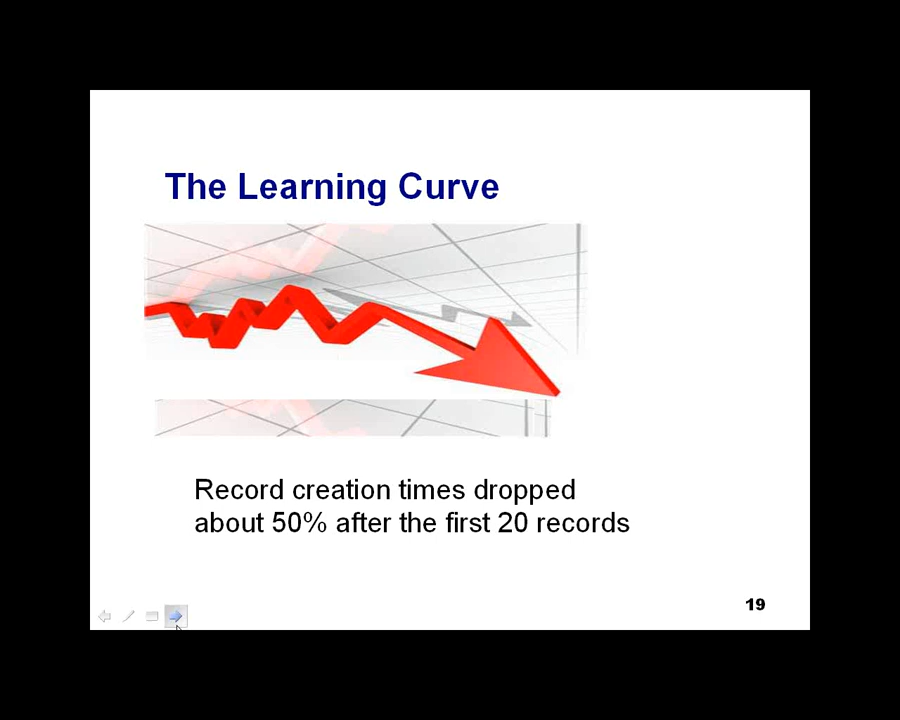 The Learning Curve
Record creation times dropped
about 50% after the first 20 records
19